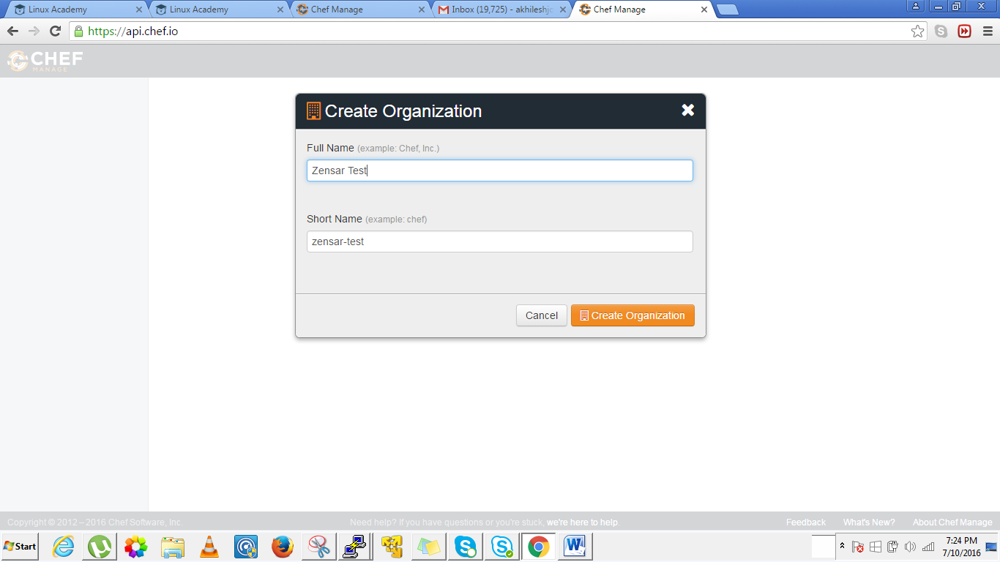 Linux Academy
Linux Academy
Chef Manage
Inbox (19,725) - akhileshjo
Chef Manage
https://api.chef.io
CHEF
MANAGE
Create Organization
Full Name (example: Chef, Inc.)
Zensar Test
Short Name (example: chef)
zensar-test
Cancel
Create Organization
Copyright © 2012 – 2016 Chef Software, Inc.
Need help? If you have questions or you're stuck, we're here to help.
Feedback
What's New?
About Chef Manage
Start
7:24 PM
7/10/2016